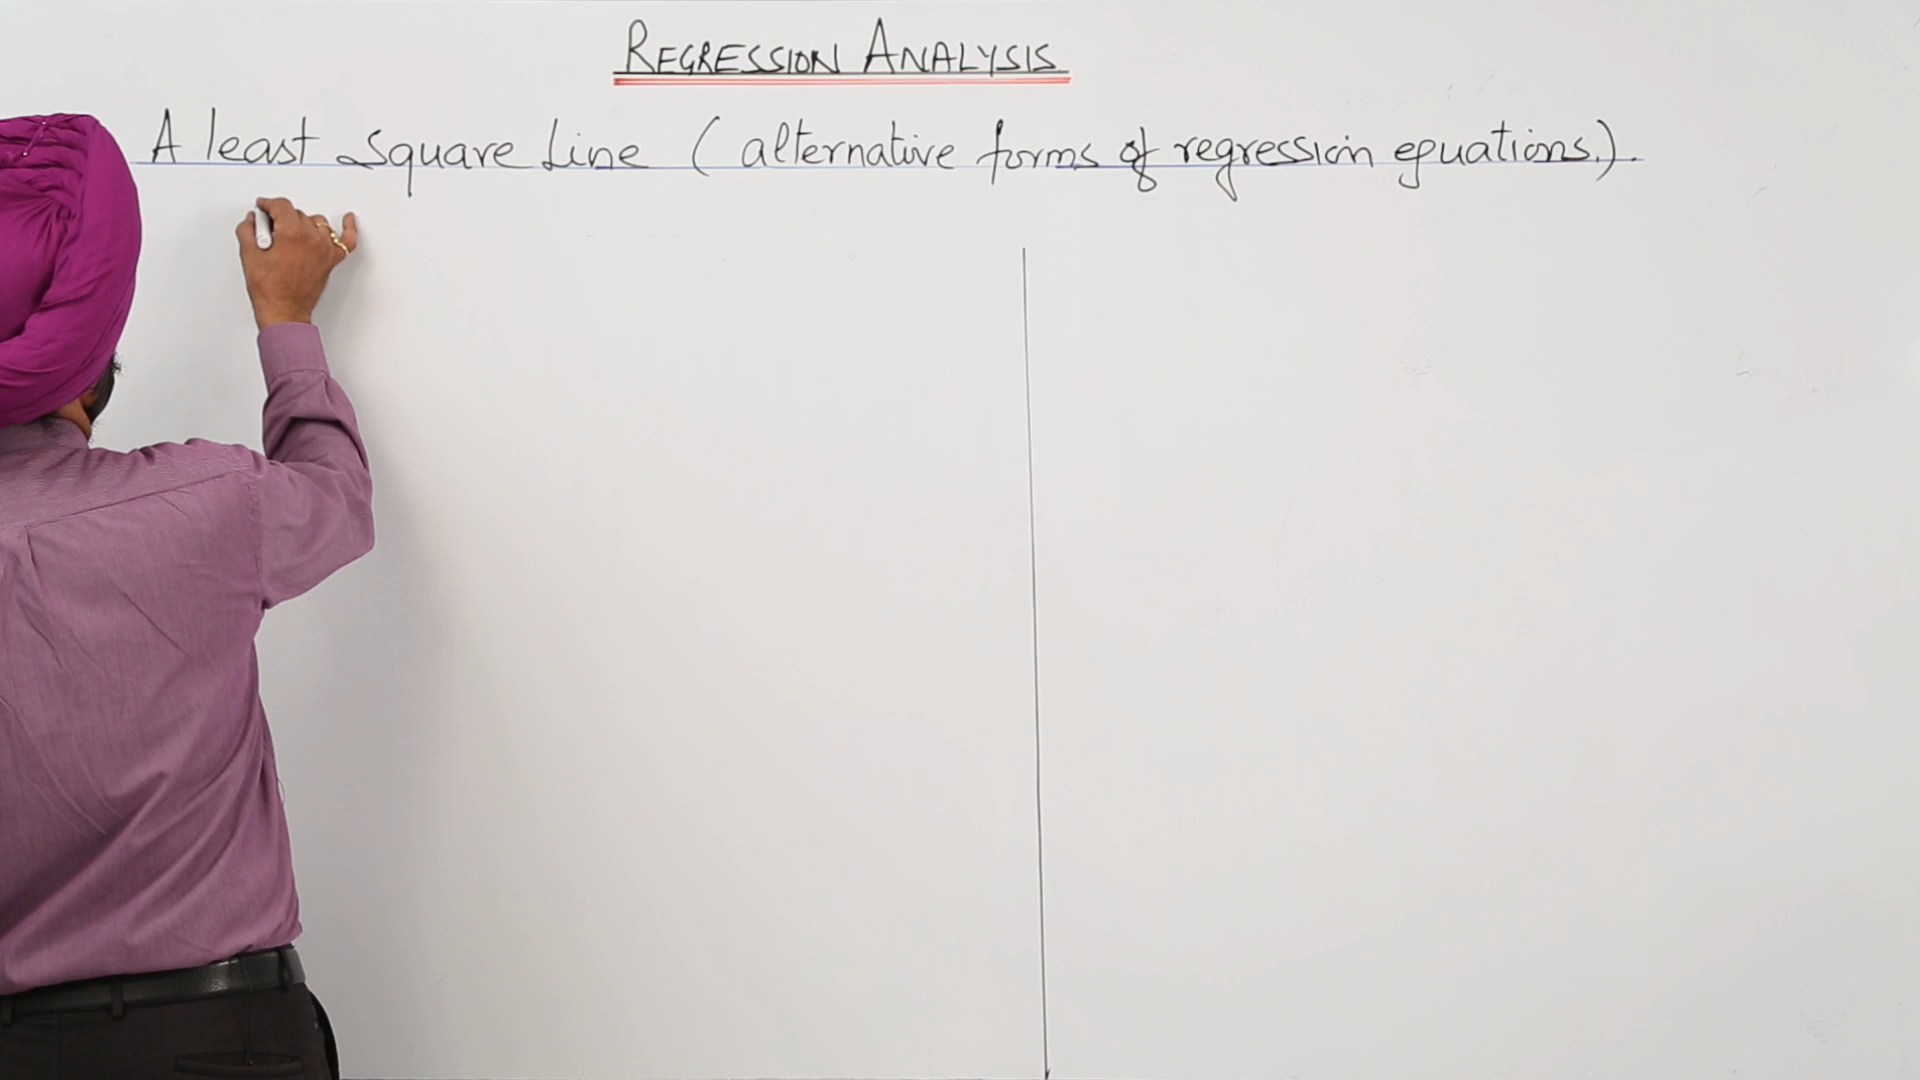 REGRESSION ANALYSIS
A least square Line (alternative forms of regression equations.).